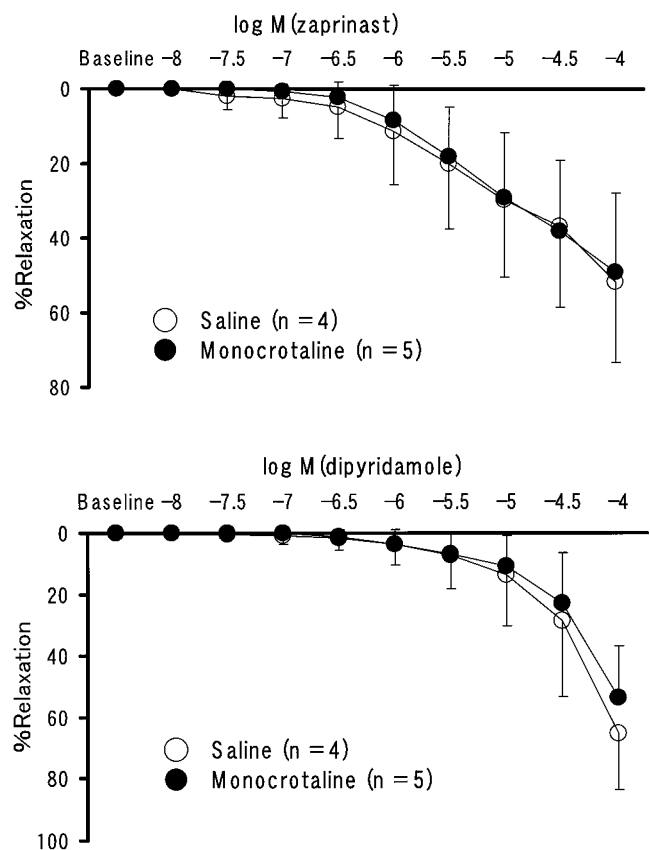 log M (zaprinast)
Baseline −8 −7.5 −7 −6.5 −6 −5.5 −5 −4.5 −4
0
20
40
60
80
%Relaxation
Saline (n = 4)
Monocrotaline (n = 5)
log M (dipyridamole)
Baseline −8 −7.5 −7 −6.5 −6 −5.5 −5 −4.5 −4
0
20
40
60
80
100
%Relaxation
Saline (n = 4)
Monocrotaline (n = 5)